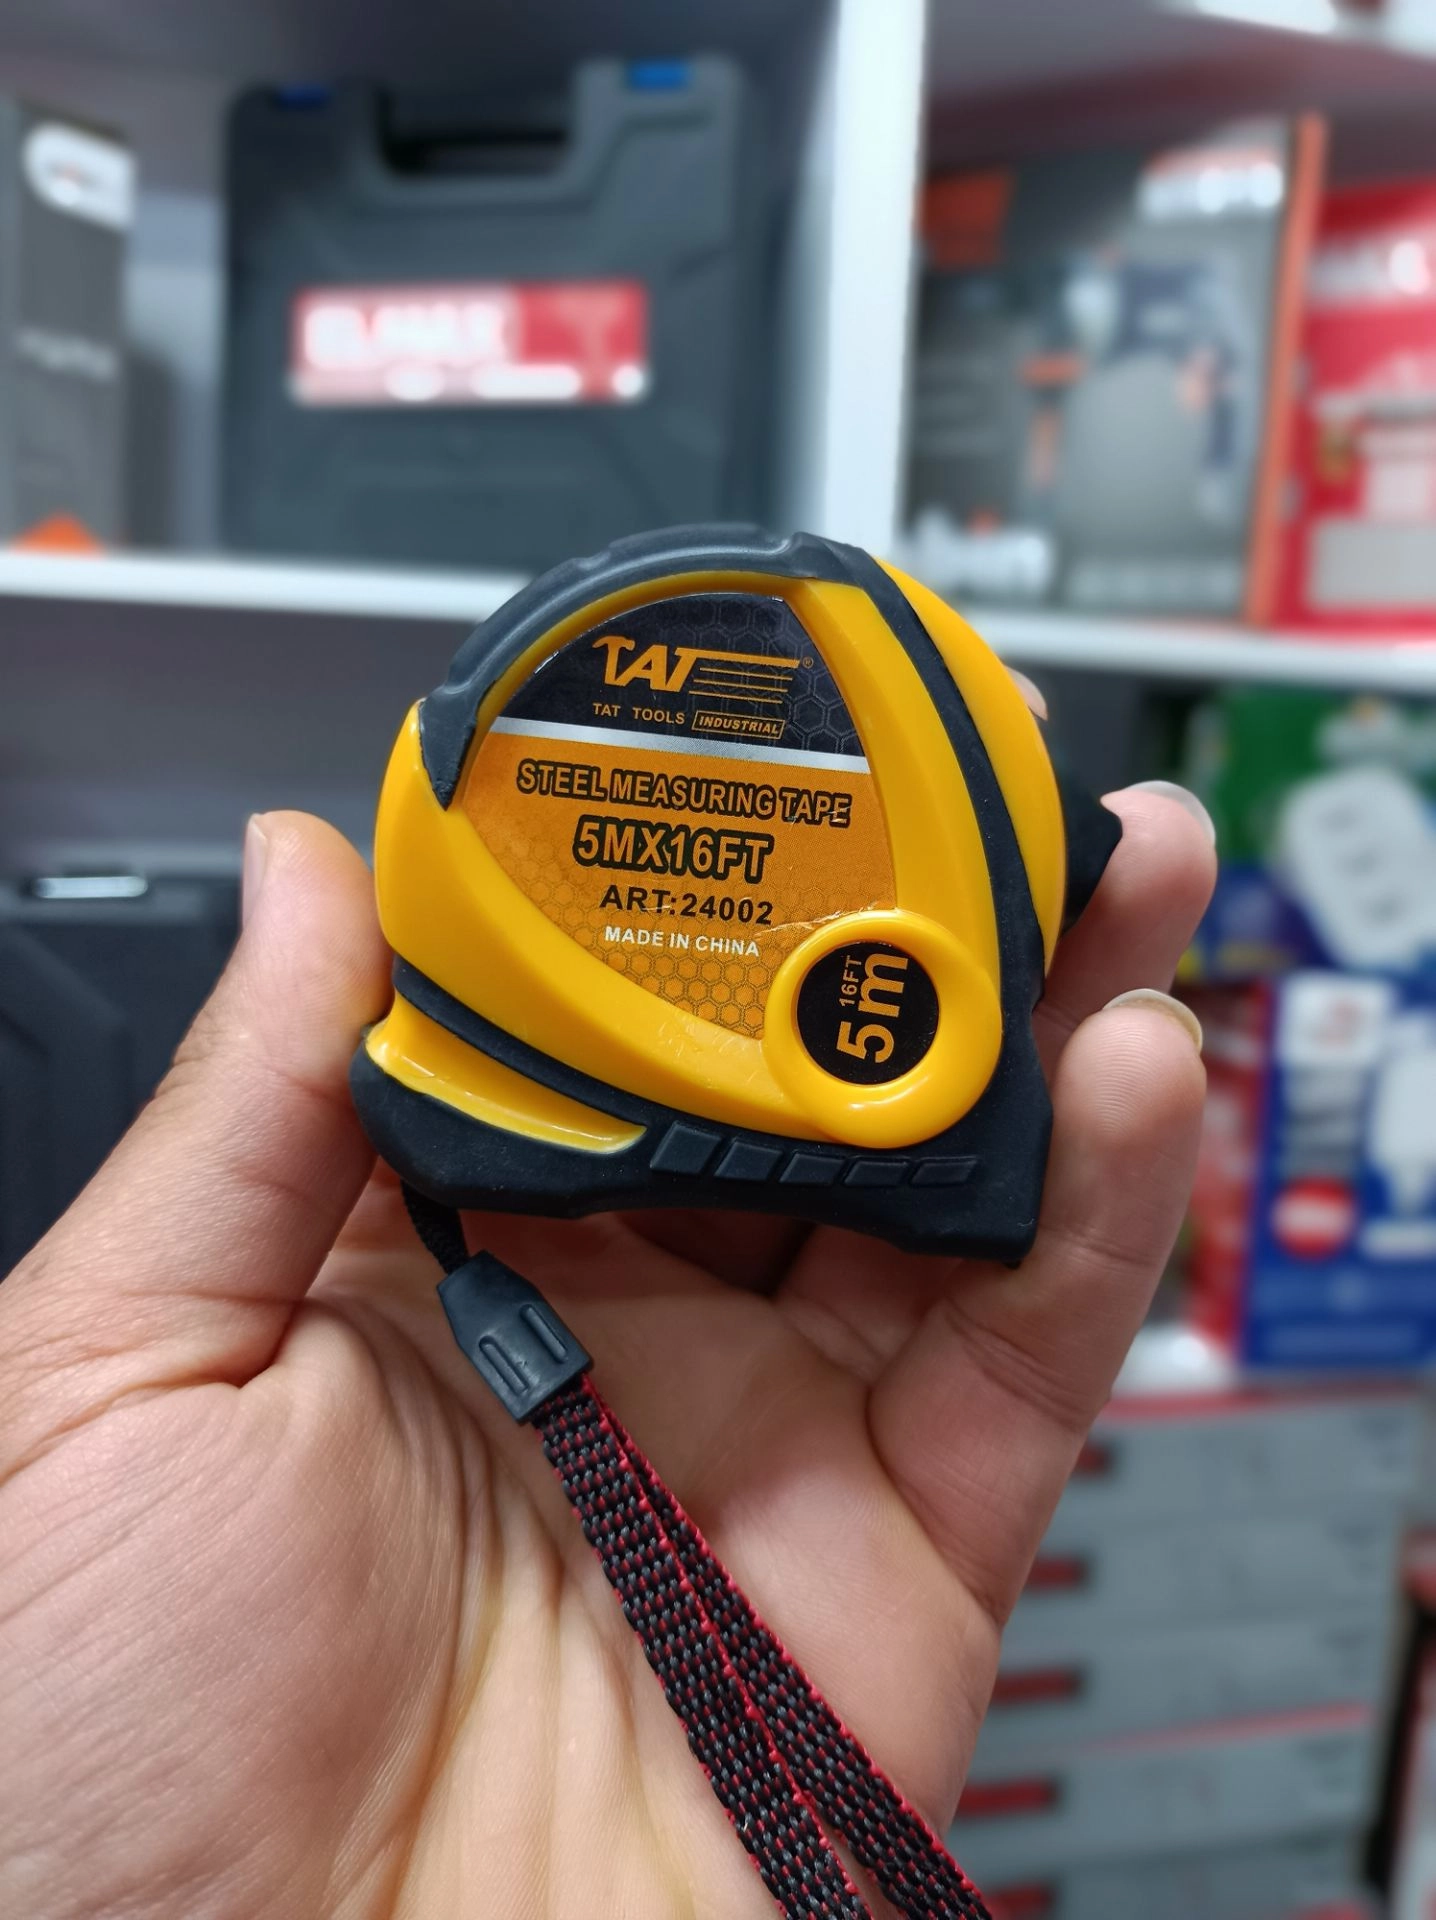 TAT®
TAT TOOLS INDUSTRIAL
STEEL MEASURING TAPE
5MX16FT
ART:24002
MADE IN CHINA
16FT
5m